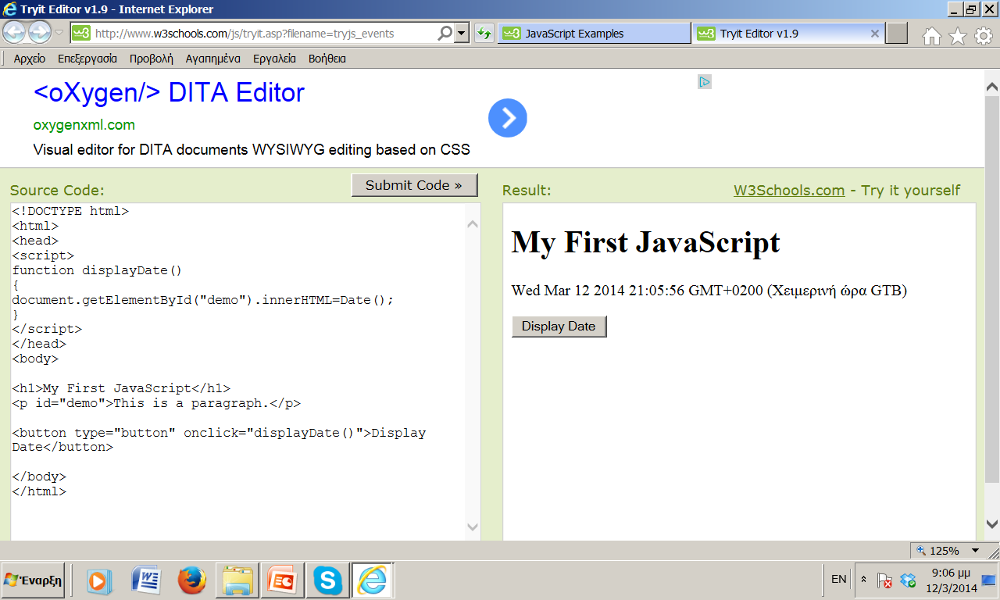 Tryit Editor v1.9 - Internet Explorer
http://www.w3schools.com/js/tryit.asp?filename=tryjs_events
JavaScript Examples
Tryit Editor v1.9
Αρχείο Επεξεργασία Προβολή Αγαπημένα Εργαλεία Βοήθεια
<oXygen/> DITA Editor
oxygenxml.com
Visual editor for DITA documents WYSIWYG editing based on CSS
Source Code:
Submit Code »
<!DOCTYPE html>
<html>
<head>
<script>
function displayDate()
{
document.getElementById("demo").innerHTML=Date();
}
</script>
</head>
<body>
<h1>My First JavaScript</h1>
<p id="demo">This is a paragraph.</p>
<button type="button" onclick="displayDate()">Display
Date</button>
</body>
</html>
Result:
W3Schools.com - Try it yourself
My First JavaScript
Wed Mar 12 2014 21:05:56 GMT+0200 (Χειμερινή ώρα GTB)
Display Date
125%
Έναρξη
EN
9:06 μμ
12/3/2014